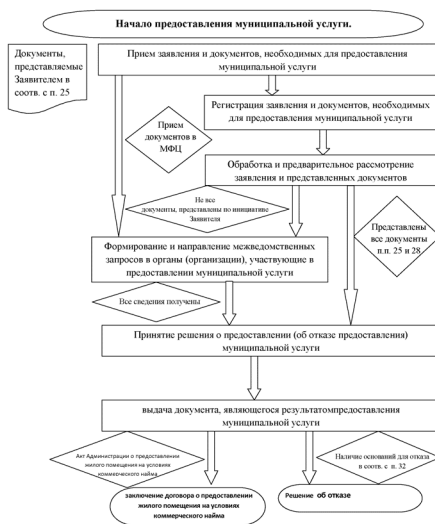 Начало предоставления муниципальной услуги.
Документы,
представляемые
Заявителем в
соотв. с п. 25
Прием заявления и документов, необходимых для предоставления
муниципальной услуги
Регистрация заявления и документов, необходимых
для предоставления муниципальной услуги
Прием
документов в
МФЦ
Обработка и предварительное рассмотрение
заявления и представленных документов
Не все
документы, представлены по инициативе
Заявителя
Представлены
все документы
п.п. 25 и 28
Формирование и направление межведомственных
запросов в органы (организации), участвующие в
предоставлении муниципальной услуги
Все сведения получены
Принятие решения о предоставлении (об отказе предоставления)
муниципальной услуги
выдача документа, являющегося результатомпредоставления
муниципальной услуги
Акт Администрации о предоставлении
жилого помещения на условиях
коммерческого найма
Наличие оснований для отказа
в соотв. с п. 32
заключение договора о предоставлении
жилого помещения на условиях
коммерческого найма
Решение об отказе